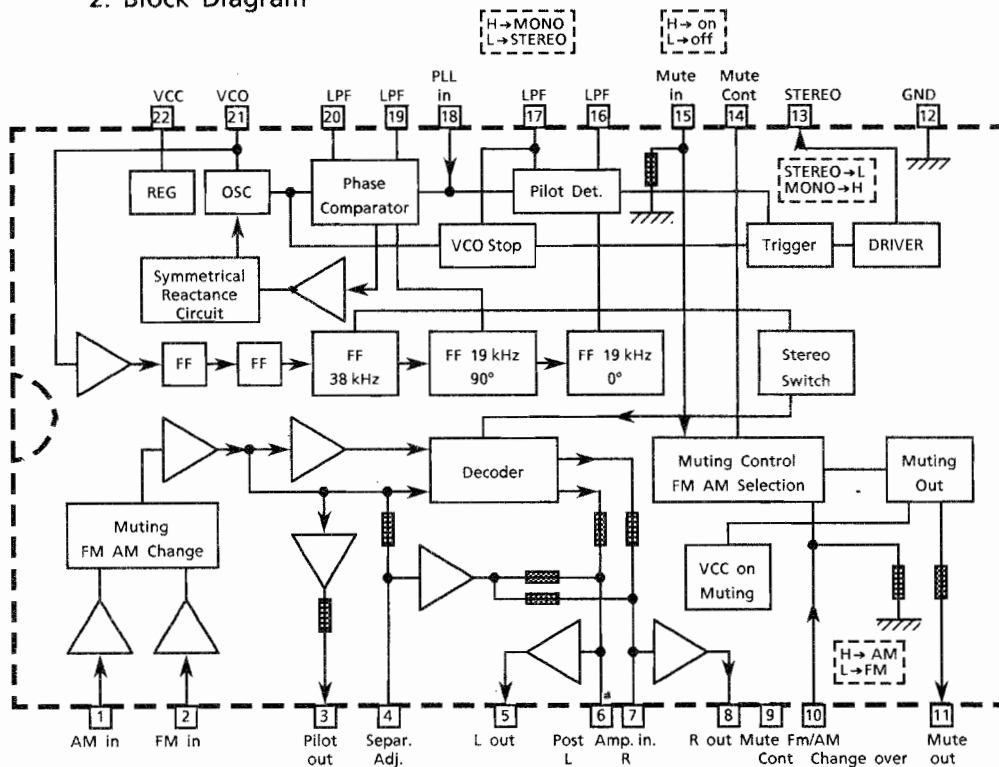 2. Block Diagram
H→MONO
L→STEREO
H→ on
L→off
VCC
VCO
LPF
LPF
PLL
in
LPF
LPF
Mute
in
Mute
Cont
STEREO
GND
22
21
20
19
18
17
16
15
14
13
12
REG
OSC
Phase
Comparator
Pilot Det.
STEREO→L
MONO→H
VCO Stop
Trigger
DRIVER
Symmetrical
Reactance
Circuit
FF
FF
FF
38 kHz
FF 19 kHz
90°
FF 19 kHz
0°
Stereo
Switch
Decoder
Muting Control
FM AM Selection
Muting
Out
Muting
FM AM Change
VCC on
Muting
H→ AM
L→FM
1
2
3
4
5
6
7
8
9
10
11
AM in
FM in
Pilot
out
Separ.
Adj.
L out
Post Amp. in.
L R
R out
Mute
Cont
Fm/AM
Change over
Mute
out